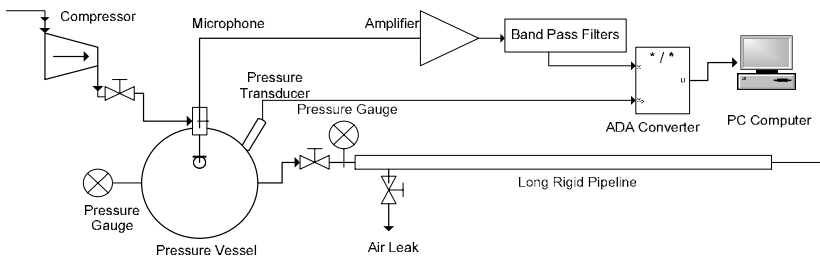 Compressor
Microphone
Amplifier
Band Pass Filters
* / *
Pressure
Transducer
Pressure Gauge
ADA Converter
PC Computer
Long Rigid Pipeline
Pressure
Gauge
Pressure Vessel
Air Leak